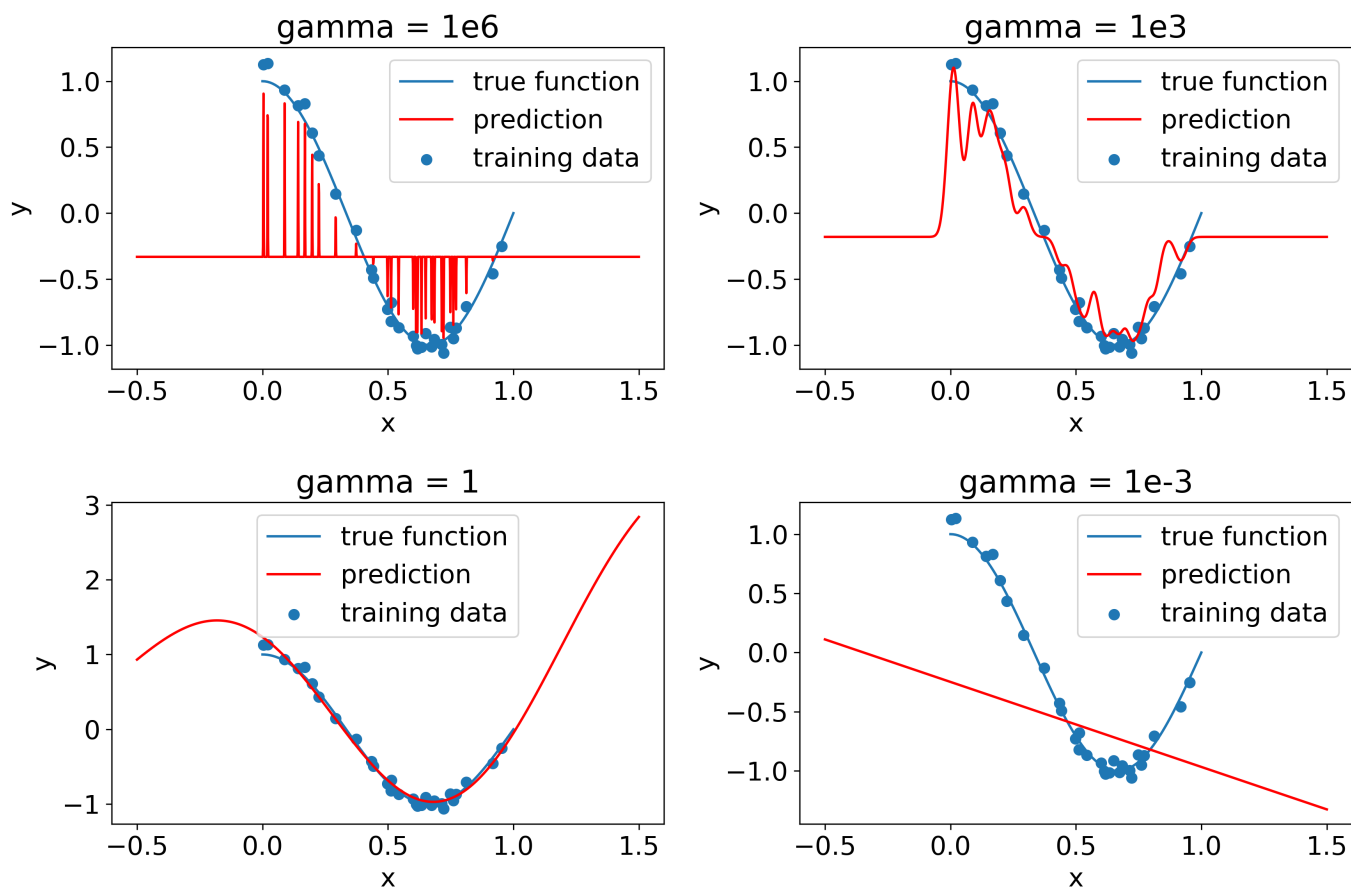 gamma = 1e6
1.0
0.5
0.0
−0.5
−1.0
y
true function
prediction
training data
−0.5 0.0 0.5 1.0 1.5
x
gamma = 1e3
1.0
0.5
0.0
−0.5
−1.0
y
true function
prediction
training data
−0.5 0.0 0.5 1.0 1.5
x
gamma = 1
3
2
1
0
−1
y
true function
prediction
training data
−0.5 0.0 0.5 1.0 1.5
x
gamma = 1e-3
1.0
0.5
0.0
−0.5
−1.0
y
true function
prediction
training data
−0.5 0.0 0.5 1.0 1.5
x